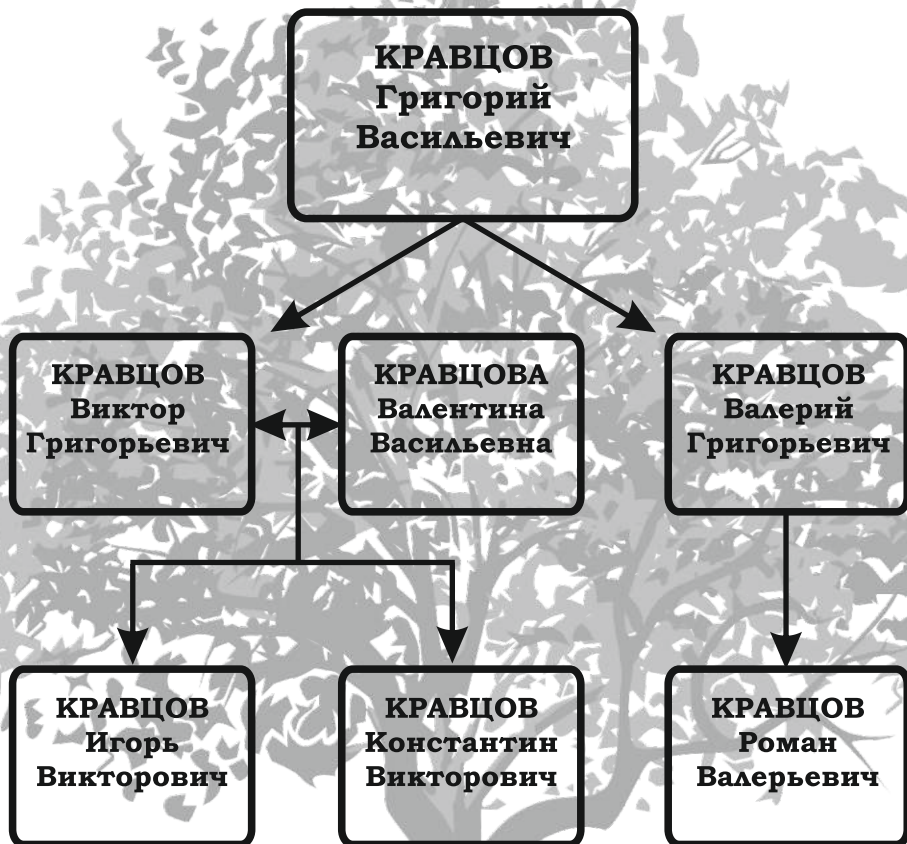 КРАВЦОВ
Григорий
Васильевич
КРАВЦОВ
Виктор
Григорьевич
КРАВЦОВА
Валентина
Васильевна
КРАВЦОВ
Валерий
Григорьевич
КРАВЦОВ
Игорь
Викторович
КРАВЦОВ
Константин
Викторович
КРАВЦОВ
Роман
Валерьевич